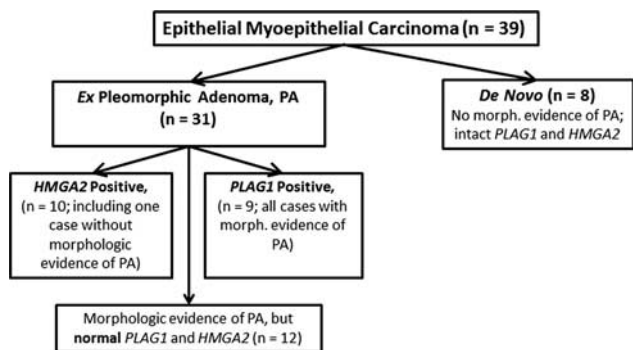 Epithelial Myoepithelial Carcinoma (n = 39)
Ex Pleomorphic Adenoma, PA
(n = 31)
De Novo (n = 8)
No morph. evidence of PA;
intact PLAG1 and HMGA2
HMGA2 Positive,
(n = 10; including one
case without
morphologic
evidence of PA)
PLAG1 Positive,
(n = 9; all cases with
morph. evidence of
PA)
Morphologic evidence of PA, but
normal PLAG1 and HMGA2 (n = 12)